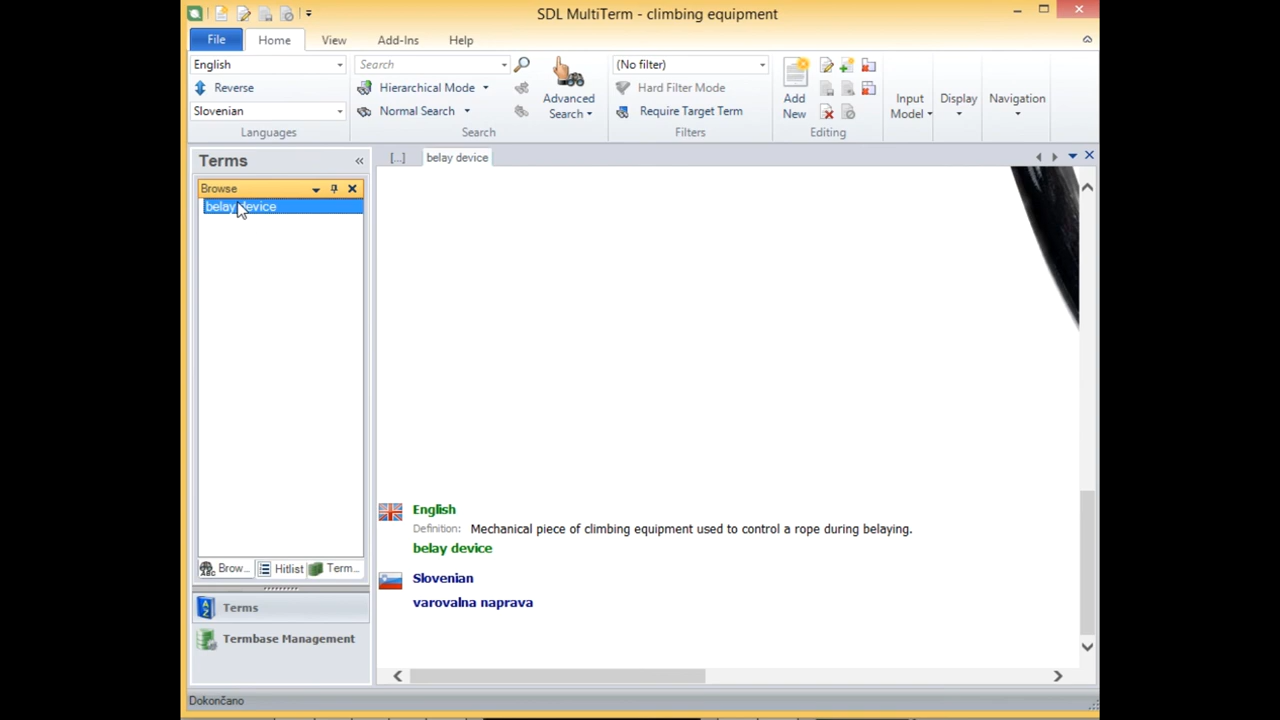 SDL MultiTerm - climbing equipment
File Home View Add-Ins Help
English
Reverse
Slovenian
Languages
Search
Hierarchical Mode
Normal Search
Advanced
Search
Search
(No filter)
Hard Filter Mode
Require Target Term
Filters
Add
New
Editing
Input
Model
Display
Navigation
Terms
[...] belay device
Browse
belay device
English
Definition: Mechanical piece of climbing equipment used to control a rope during belaying.
belay device
Slovenian
varovalna naprava
Brow... Hitlist Term...
Terms
Termbase Management
Dokončano